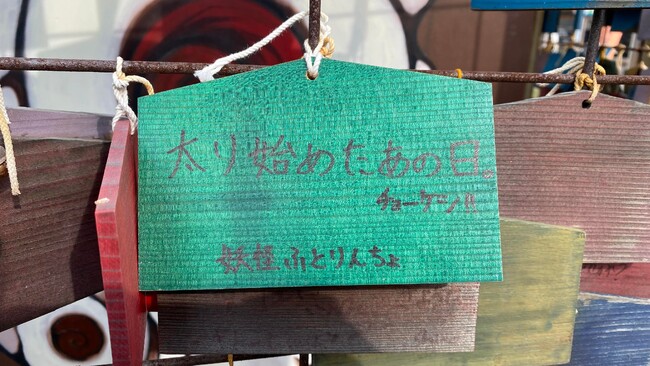 太り始めたあの日。
チョーケン!!
妖怪ふとりんちょ